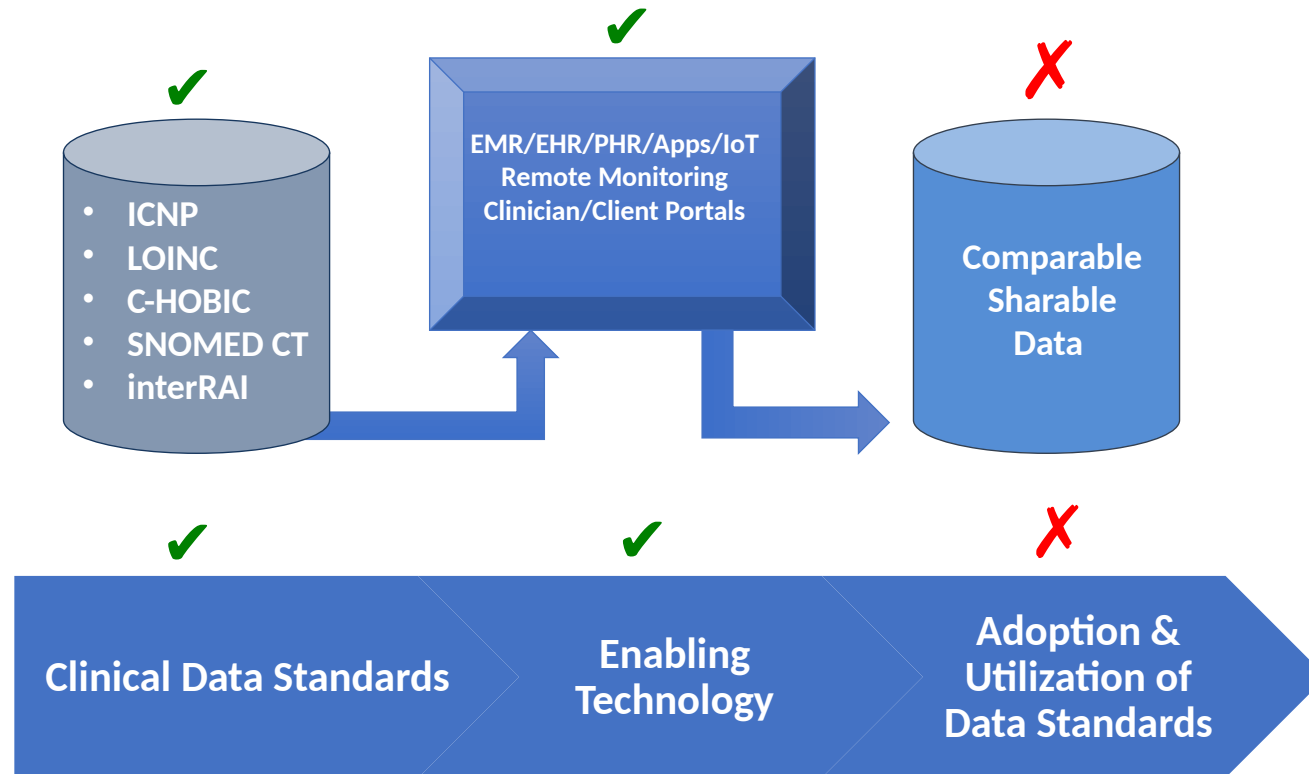 ✔
✔
✗
• ICNP
• LOINC
• C-HOBIC
• SNOMED CT
• interRAI
EMR/EHR/PHR/Apps/IoT
Remote Monitoring
Clinician/Client Portals
Comparable
Sharable
Data
✔
✔
✗
Clinical Data Standards
Enabling
Technology
Adoption &
Utilization of
Data Standards